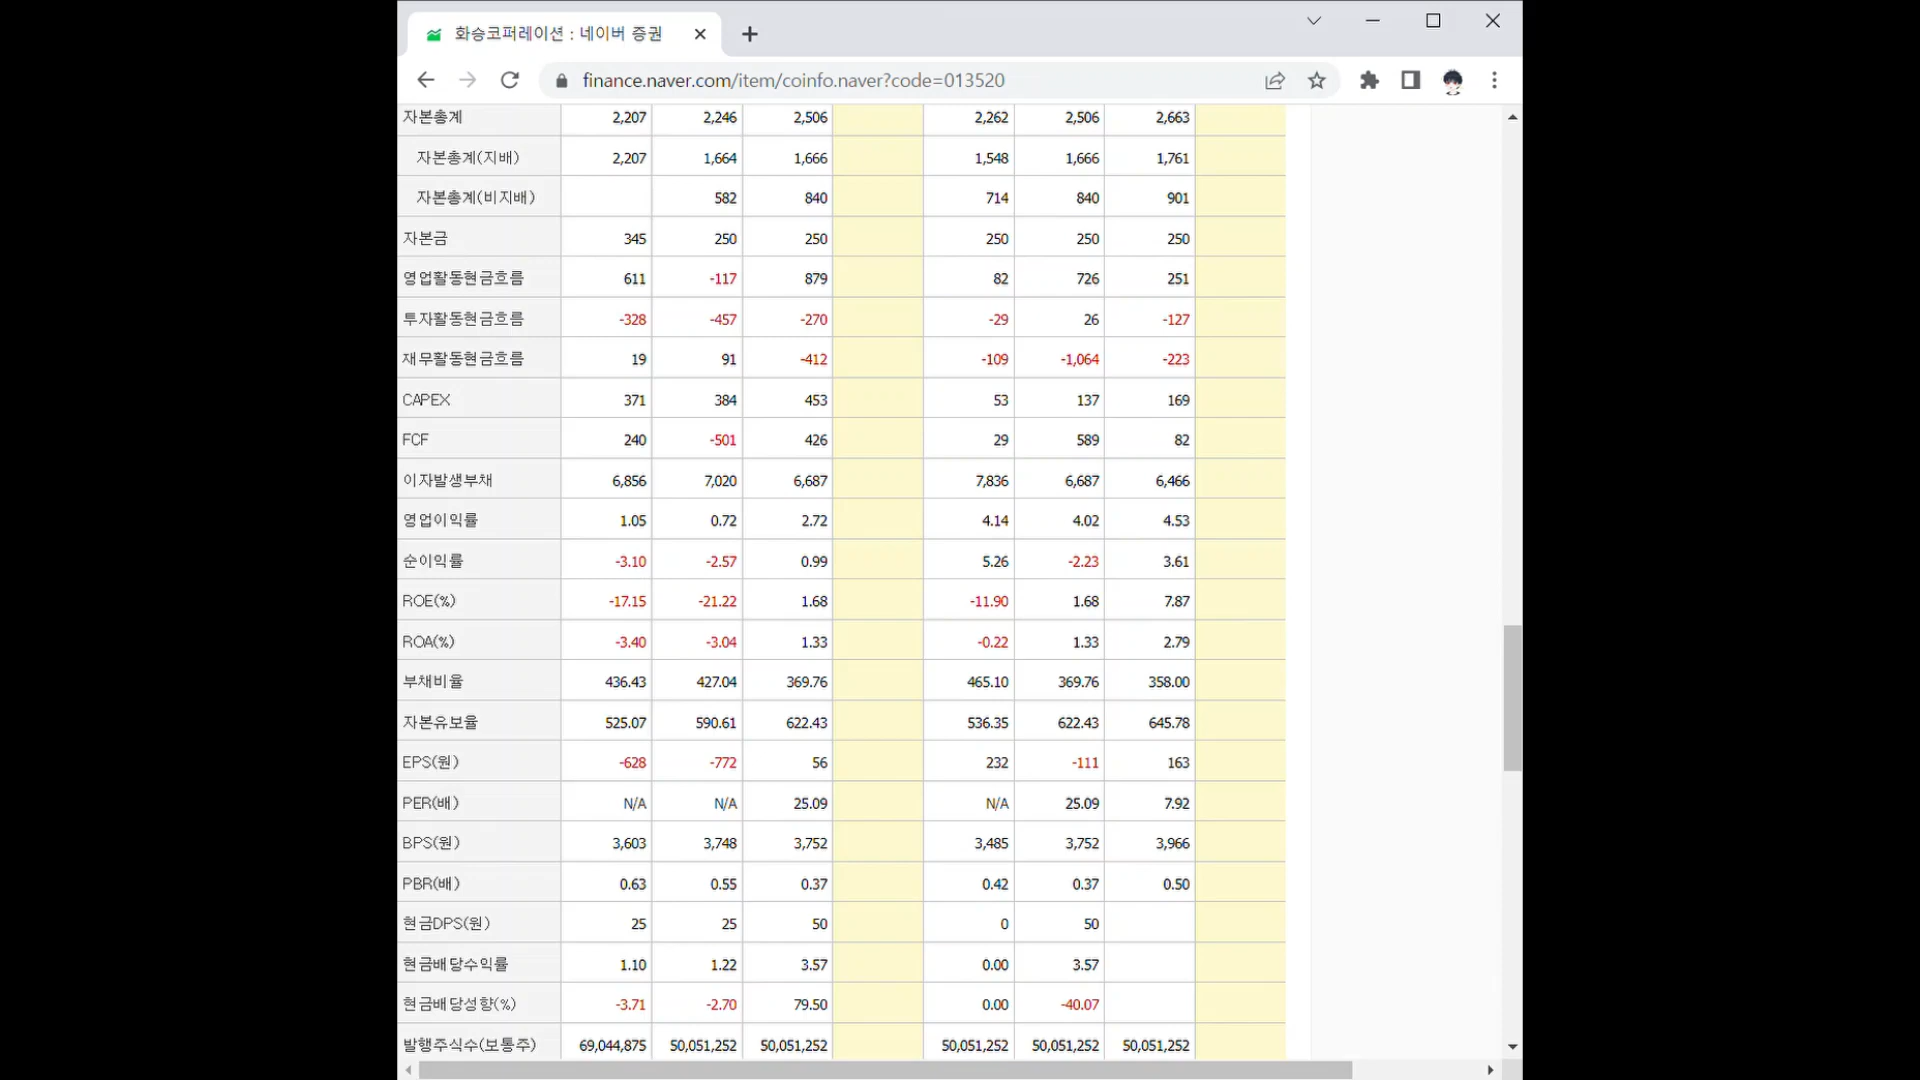 화승코퍼레이션 : 네이버 증권
finance.naver.com/item/coinfo.naver?code=013520
자본총계 2,207 2,246 2,506 2,262 2,506 2,663
자본총계(지배) 2,207 1,664 1,666 1,548 1,666 1,761
자본총계(비지배) 582 840 714 840 901
자본금 345 250 250 250 250 250
영업활동현금흐름 611 -117 879 82 726 251
투자활동현금흐름 -328 -457 -270 -29 26 -127
재무활동현금흐름 19 91 -412 -109 -1,064 -223
CAPEX 371 384 453 53 137 169
FCF 240 -501 426 29 589 82
이자발생부채 6,856 7,020 6,687 7,836 6,687 6,466
영업이익률 1.05 0.72 2.72 4.14 4.02 4.53
순이익률 -3.10 -2.57 0.99 5.26 -2.23 3.61
ROE(%) -17.15 -21.22 1.68 -11.90 1.68 7.87
ROA(%) -3.40 -3.04 1.33 -0.22 1.33 2.79
부채비율 436.43 427.04 369.76 465.10 369.76 358.00
자본유보율 525.07 590.61 622.43 536.35 622.43 645.78
EPS(원) -628 -772 56 232 -111 163
PER(배) N/A N/A 25.09 N/A 25.09 7.92
BPS(원) 3,603 3,748 3,752 3,485 3,752 3,966
PBR(배) 0.63 0.55 0.37 0.42 0.37 0.50
현금DPS(원) 25 25 50 0 50
현금배당수익률 1.10 1.22 3.57 0.00 3.57
현금배당성향(%) -3.71 -2.70 79.50 0.00 -40.07
발행주식수(보통주) 69,044,875 50,051,252 50,051,252 50,051,252 50,051,252 50,051,252